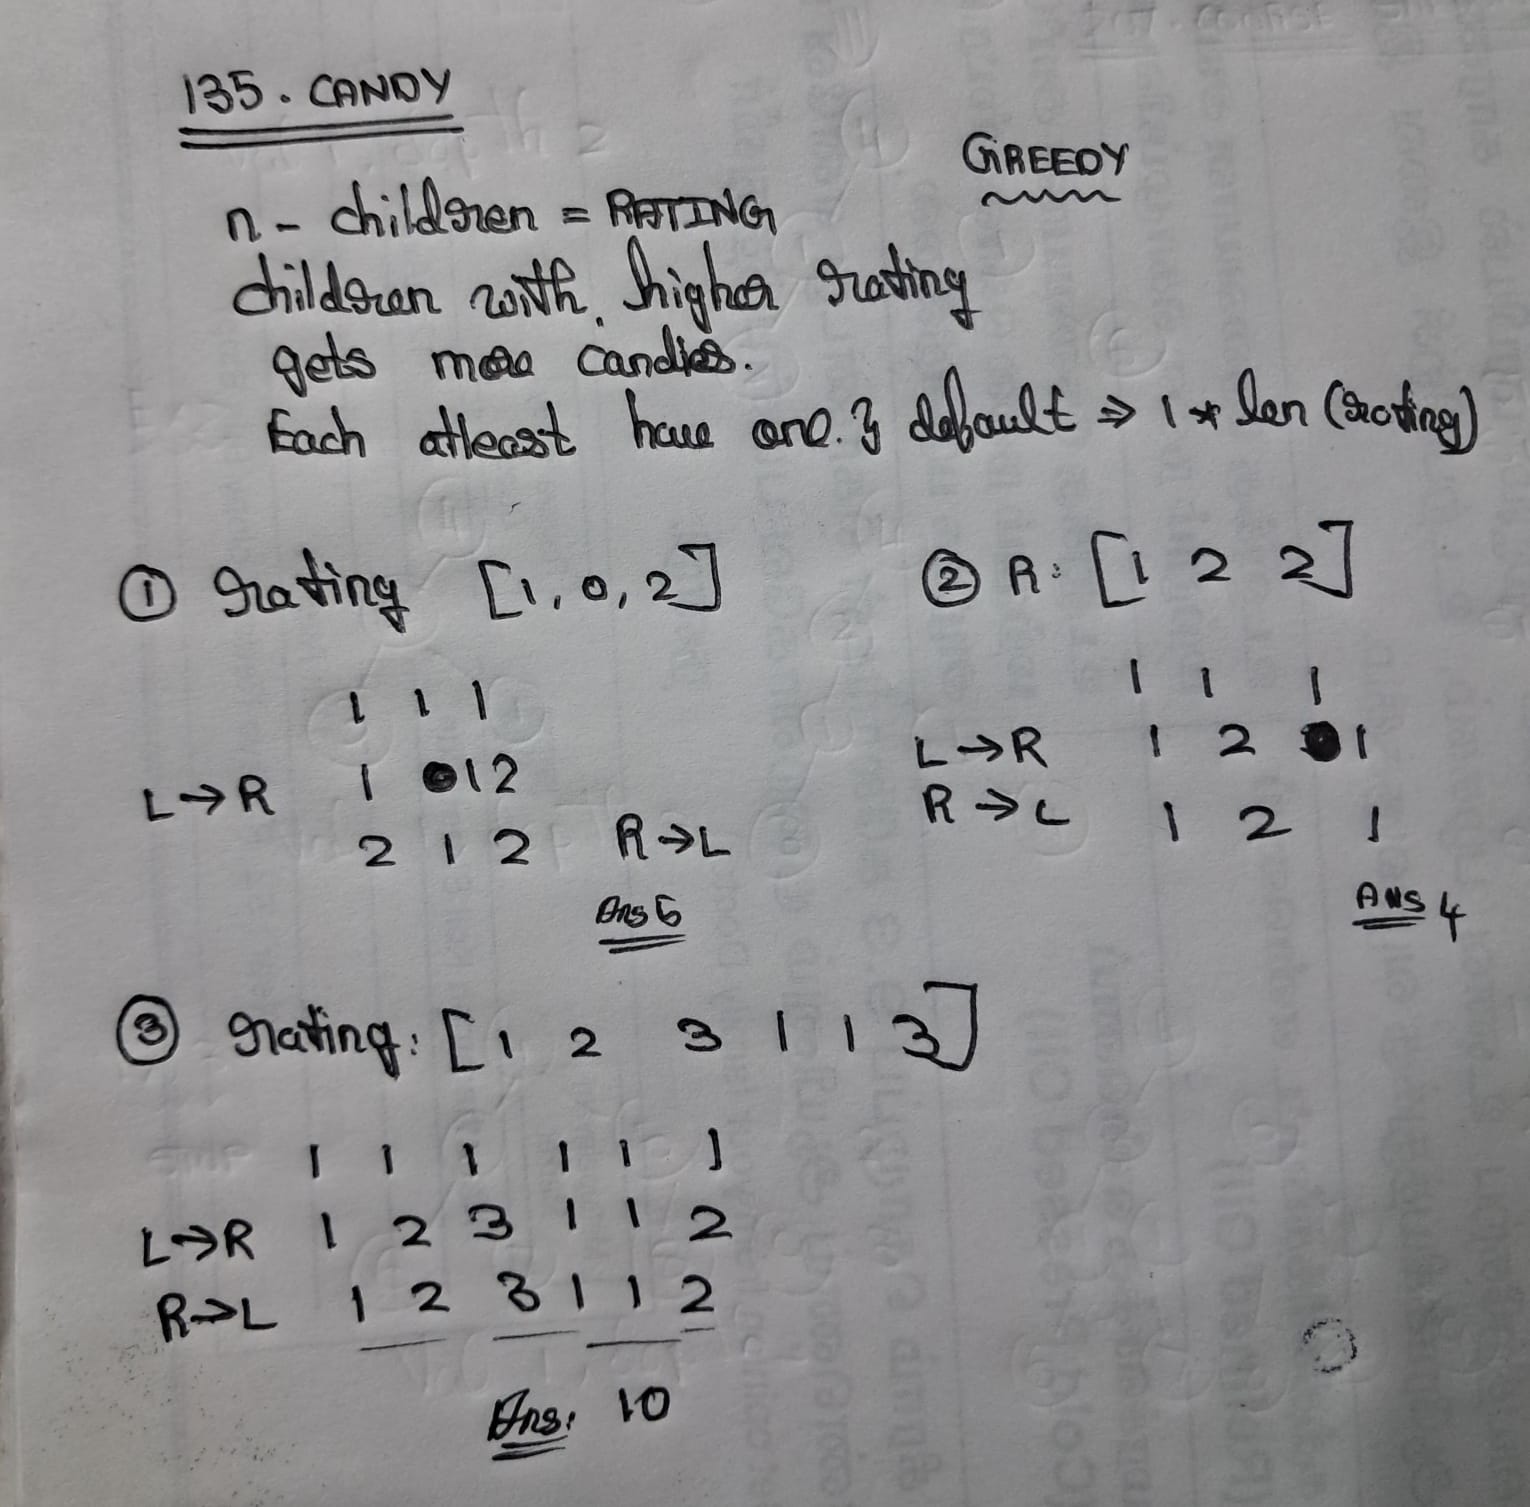 135. CANDY
GREEDY
n - children = RATING
children with higher rating
gets more candies.
Each atleast have one. } default ⇒ 1 * len (rating)
① rating [1, 0, 2]
1 1 1
L→R 1 1 2
2 1 2 R→L
Ans 5
② R: [1 2 2]
1 1 1
L→R 1 2 1
R→L 1 2 1
ANS 4
③ rating: [1 2 3 1 1 3]
1 1 1 1 1 1
L→R 1 2 3 1 1 2
R→L 1 2 3 1 1 2
Ans: 10